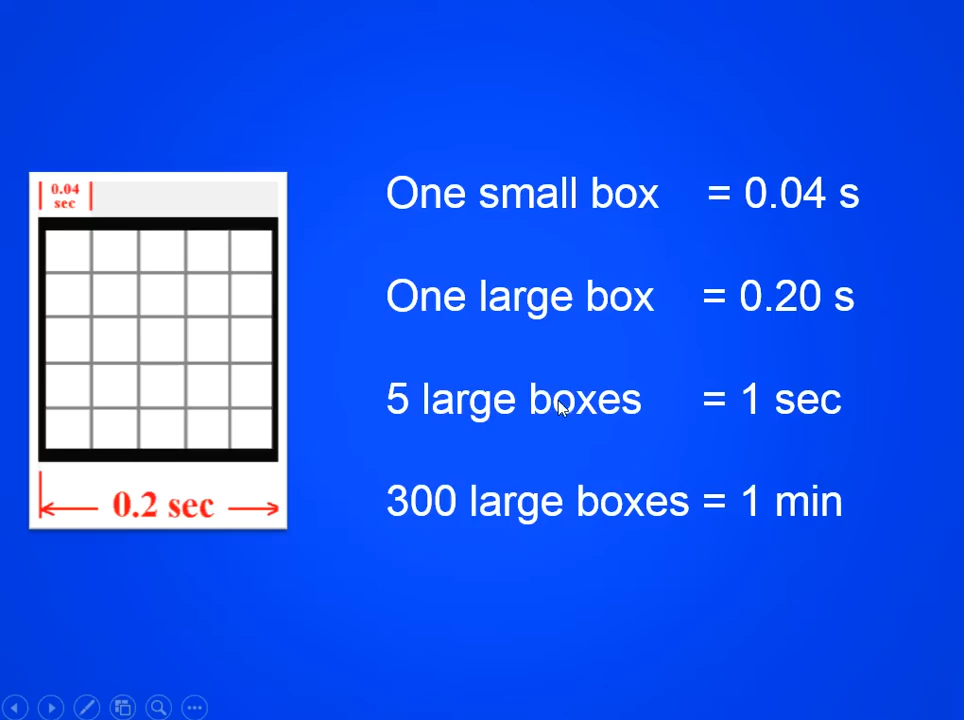 0.04
sec
0.2 sec
One small box = 0.04 s
One large box = 0.20 s
5 large boxes = 1 sec
300 large boxes = 1 min